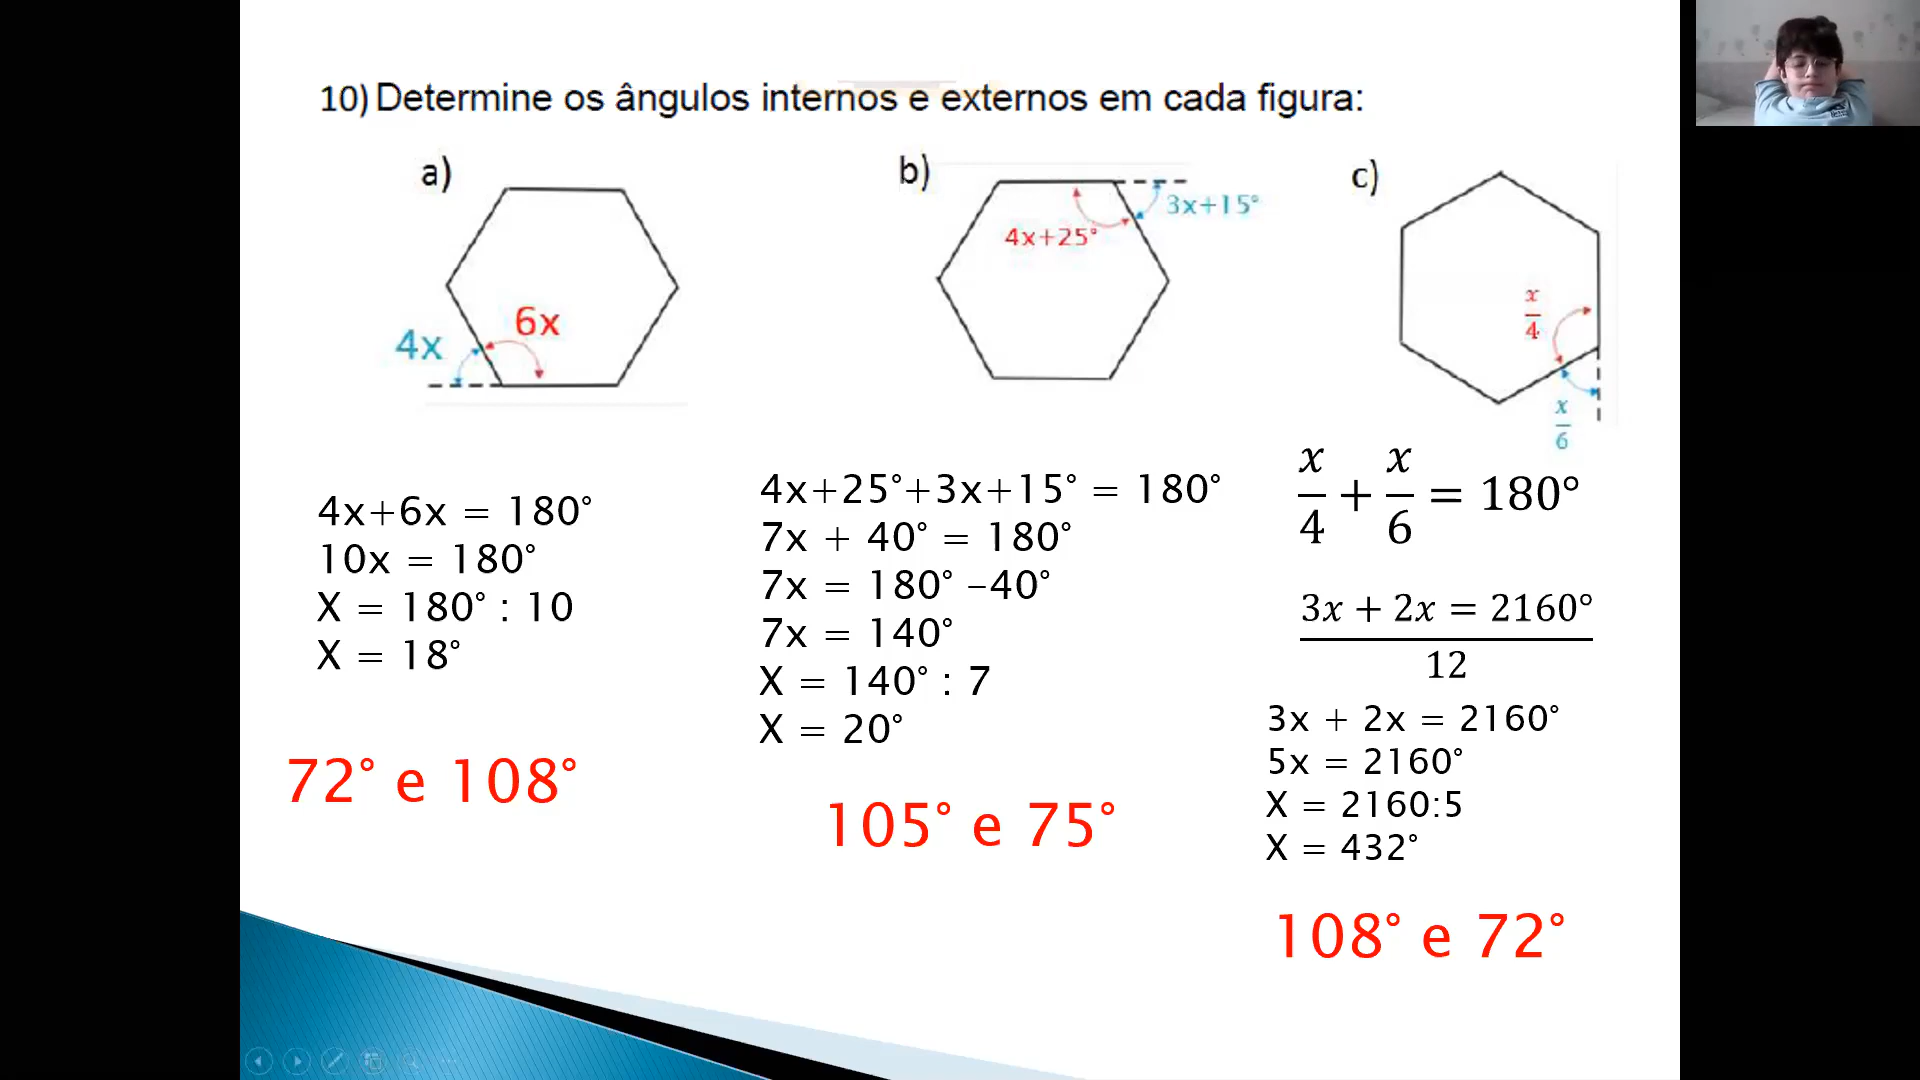 10) Determine os ângulos internos e externos em cada figura:
a)
4x
6x
b)
4x+25°
3x+15°
c)
x/4
x/6
4x+6x = 180°
10x = 180°
X = 180° : 10
X = 18°
72° e 108°
4x+25°+3x+15° = 180°
7x + 40° = 180°
7x = 180° –40°
7x = 140°
X = 140° : 7
X = 20°
105° e 75°
x/4 + x/6 = 180°
3x + 2x = 2160°
12
3x + 2x = 2160°
5x = 2160°
X = 2160:5
X = 432°
108° e 72°